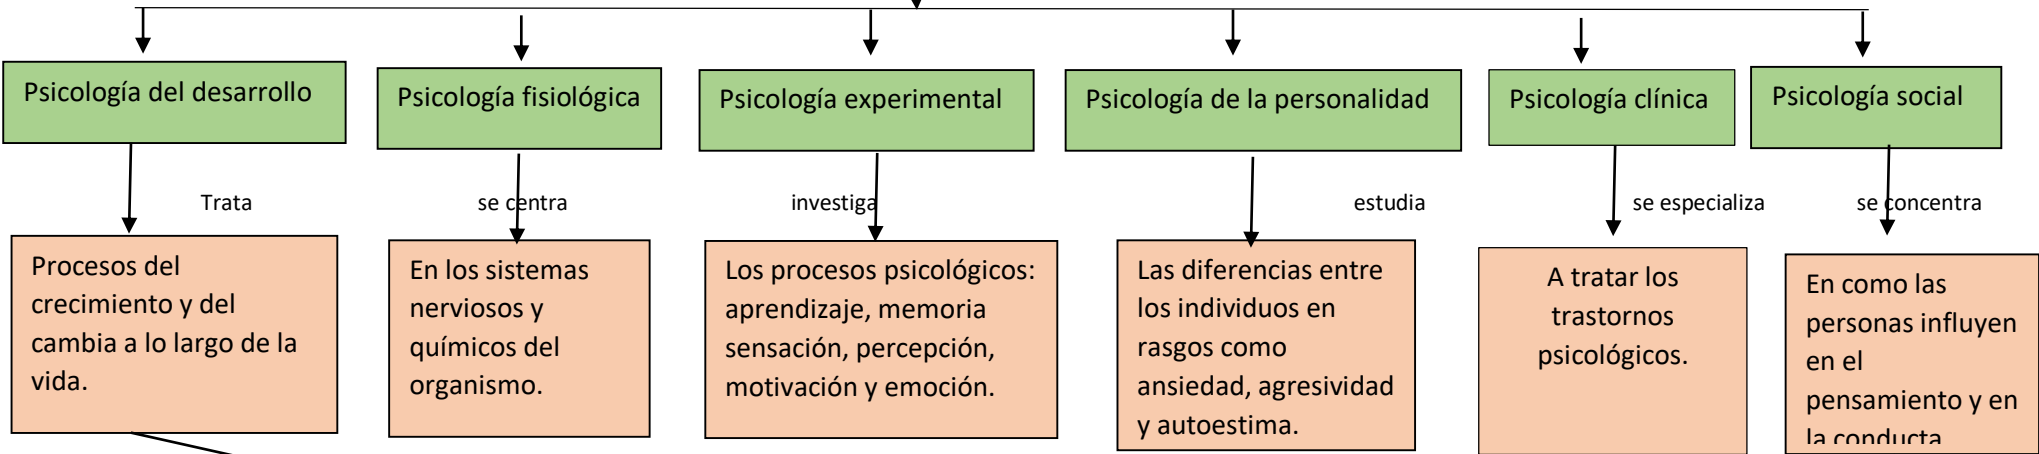 Psicología del desarrollo
Psicología fisiológica
Psicología experimental
Psicología de la personalidad
Psicología clínica
Psicología social
Trata
se centra
investiga
estudia
se especializa
se concentra
Procesos del
crecimiento y del
cambia a lo largo de la
vida.
En los sistemas
nerviosos y
químicos del
organismo.
Los procesos psicológicos:
aprendizaje, memoria
sensación, percepción,
motivación y emoción.
Las diferencias entre
los individuos en
rasgos como
ansiedad, agresividad
y autoestima.
A tratar los
trastornos
psicológicos.
En como las
personas influyen
en el
pensamiento y en
la conducta